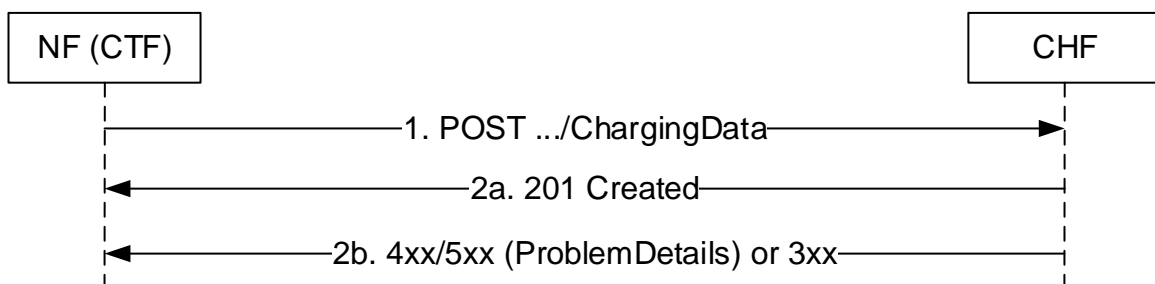 NF (CTF)
CHF
1. POST .../ChargingData
2a. 201 Created
2b. 4xx/5xx (ProblemDetails) or 3xx